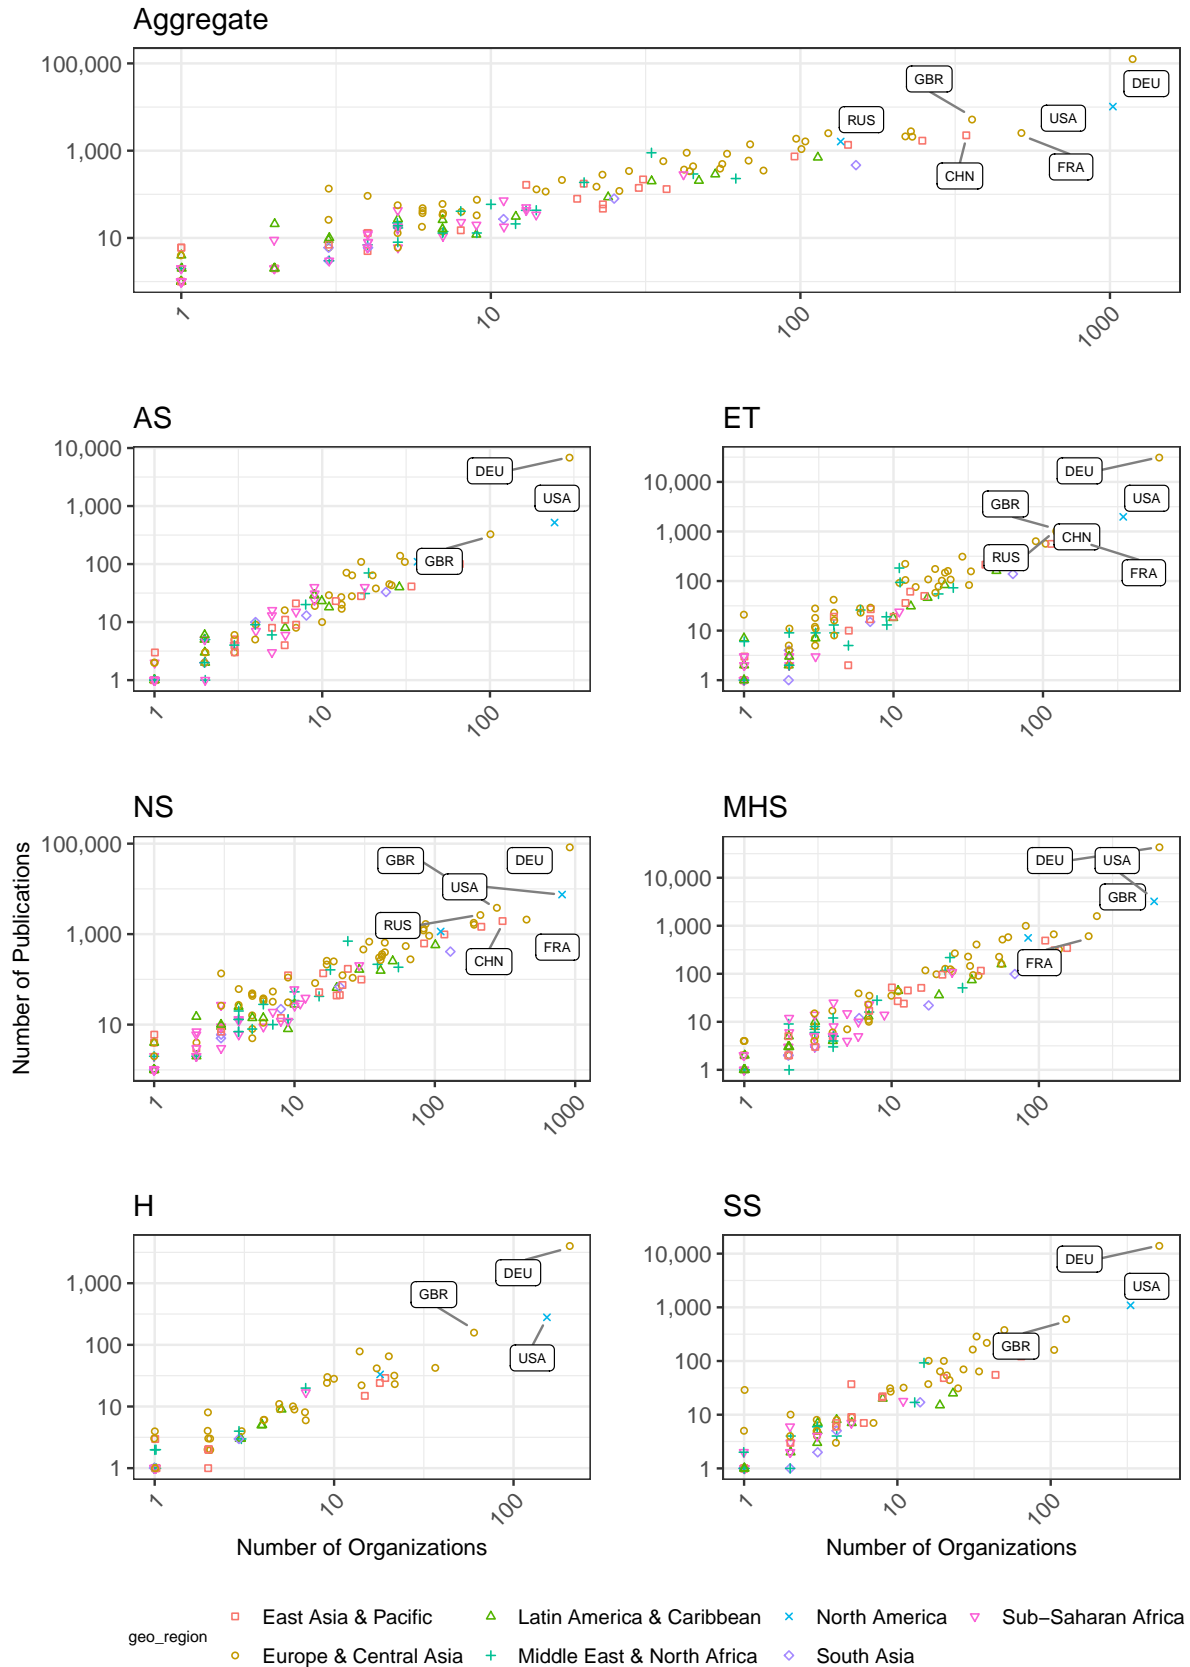 Aggregate
100,000
1,000
10
GBR
DEU
RUS
USA
CHN
FRA
1
10
100
1000
AS
10,000
1,000
100
10
1
DEU
USA
GBR
1
10
100
ET
10,000
1,000
100
10
1
DEU
GBR
USA
RUS
CHN
FRA
1
10
100
NS
100,000
1,000
10
GBR
DEU
USA
RUS
CHN
FRA
1
10
100
1000
MHS
10,000
1,000
100
10
1
DEU
USA
GBR
FRA
1
10
100
Number of Publications
H
1,000
100
10
1
DEU
GBR
USA
1
10
100
Number of Organizations
SS
10,000
1,000
100
10
1
DEU
USA
GBR
1
10
100
Number of Organizations
geo_region
East Asia & Pacific
Latin America & Caribbean
North America
Sub−Saharan Africa
Europe & Central Asia
Middle East & North Africa
South Asia